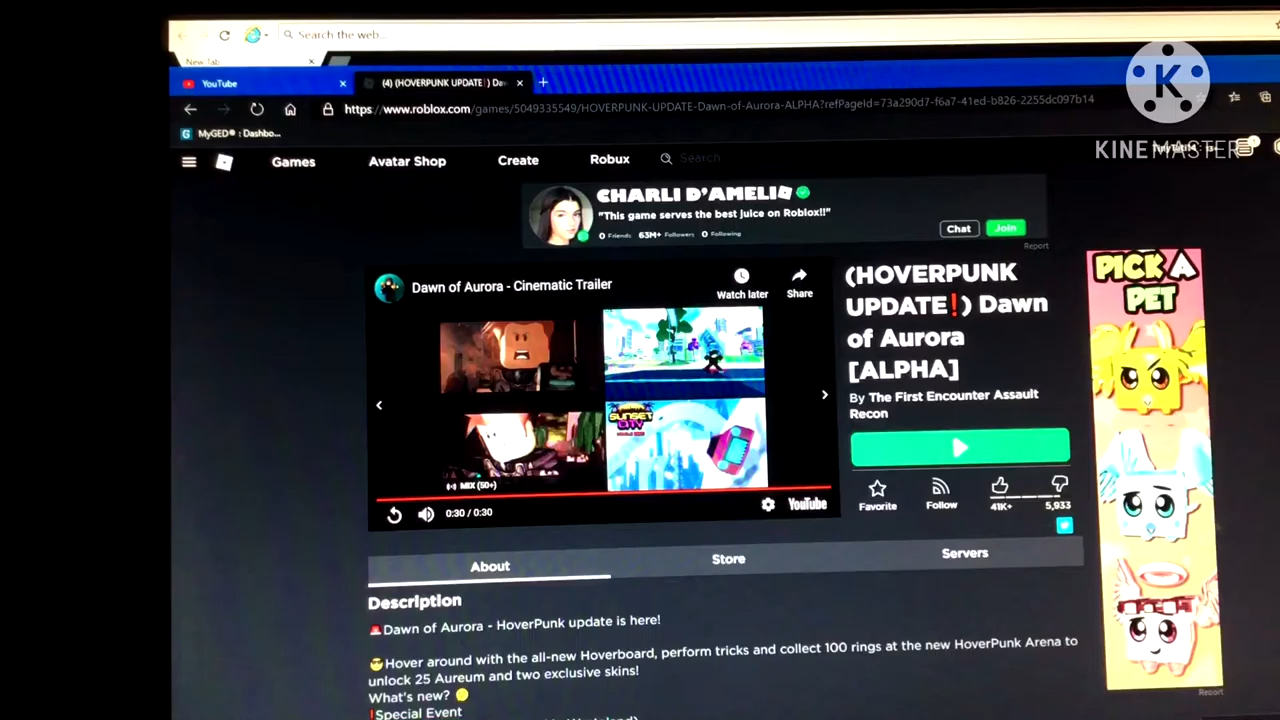 Search the web...
New Tab
YouTube
(4) (HOVERPUNK UPDATE❗) Daw
https://www.roblox.com/games/5049335549/HOVERPUNK-UPDATE-Dawn-of-Aurora-ALPHA?refPageId=73a290d7-f6a7-41ed-b826-2255dc097b14
MyGED® : Dashbo...
K
KINEMASTER
Games
Avatar Shop
Create
Robux
Search
CHARLI D'AMELIO
"This game serves the best juice on Roblox!!"
0 Friends 63M+ Followers 0 Following
Chat
Join
Report
Dawn of Aurora - Cinematic Trailer
Watch later
Share
SUNSET
CITY
MIX (50+)
0:30 / 0:30
YouTube
(HOVERPUNK
UPDATE❗) Dawn
of Aurora
[ALPHA]
By The First Encounter Assault
Recon
Favorite
Follow
41K+
5,933
PICK A
PET
Report
About
Store
Servers
Description
🚨Dawn of Aurora - HoverPunk update is here!
😎Hover around with the all-new Hoverboard, perform tricks and collect 100 rings at the new HoverPunk Arena to
unlock 25 Aureum and two exclusive skins!
What's new?
❗Special Event